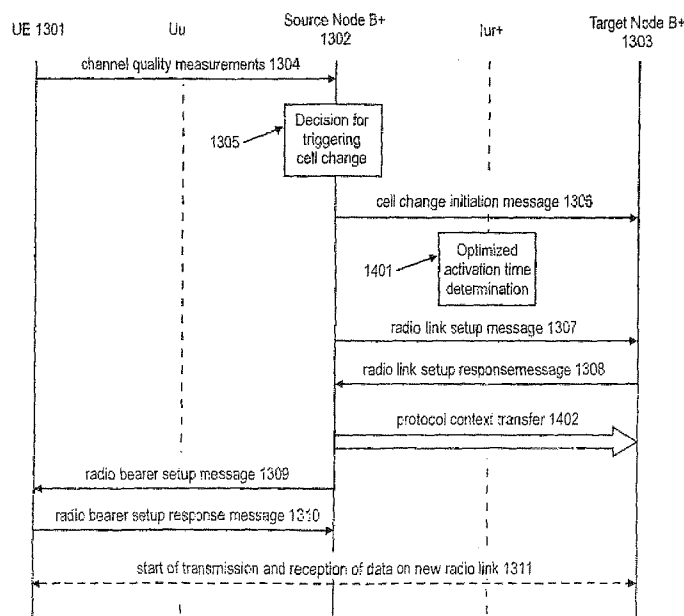 UE 1301
Uu
Source Node B+
1302
Iur+
Target Node B+
1303
channel quality measurements 1304
1305
Decision for
triggering
cell change
cell change initiation message 1306
1401
Optimized
activation time
determination
radio link setup message 1307
radio link setup responsemessage 1308
protocol context transfer 1402
radio bearer setup message 1309
radio bearer setup response message 1310
start of transmission and reception of data on new radio link 1311